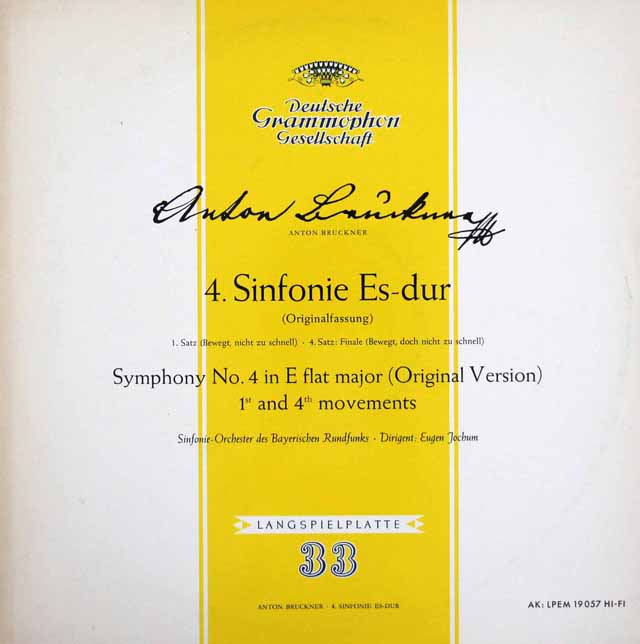 Deutsche
Grammophon
Gesellschaft
Anton Bruckner
ANTON BRUCKNER
4. Sinfonie Es-dur
(Originalfassung)
1. Satz (Bewegt, nicht zu schnell) · 4. Satz: Finale (Bewegt, doch nicht zu schnell)
Symphony No. 4 in E flat major (Original Version)
1st and 4th movements
Sinfonie-Orchester des Bayerischen Rundfunks · Dirigent: Eugen Jochum
LANGSPIELPLATTE
33
ANTON BRUCKNER · 4. SINFONIE ES-DUR
AK: LPEM 19057 HI-FI